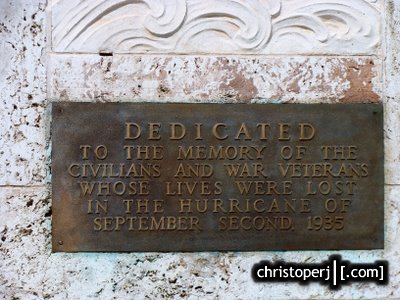 DEDICATED
TO THE MEMORY OF THE
CIVILIANS AND WAR VETERANS
WHOSE LIVES WERE LOST
IN THE HURRICANE OF
SEPTEMBER SECOND, 1935
christoperj||[.com]